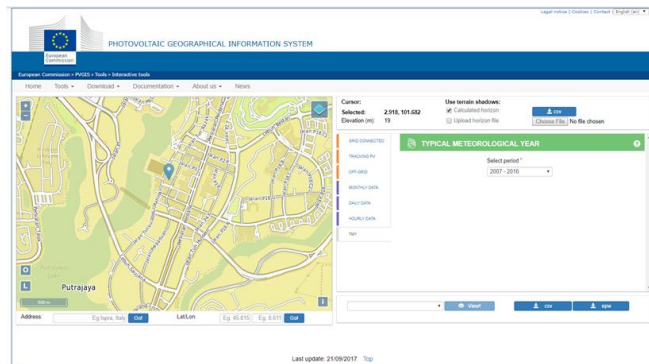 Legal notice | Cookies | Contact | English (en)
European
Commission
PHOTOVOLTAIC GEOGRAPHICAL INFORMATION SYSTEM
European Commission > PVGIS > Tools > Interactive tools
Home Tools Download Documentation About us News
Cursor:
Selected: 2.918, 101.682
Elevation (m): 19
Use terrain shadows:
Calculated horizon
Upload horizon file
csv
Choose File No file chosen
GRID CONNECTED
TRACKING PV
OFF-GRID
MONTHLY DATA
DAILY DATA
HOURLY DATA
TMY
TYPICAL METEOROLOGICAL YEAR
Select period *
2007 - 2016
Putrajaya
O
L
i
View!
csv
epw
Address: Eg Ispra, Italy Go! Lat/Lon: Eg. 45.815 Eg. 8.611 Go!
Last update: 21/09/2017 Top